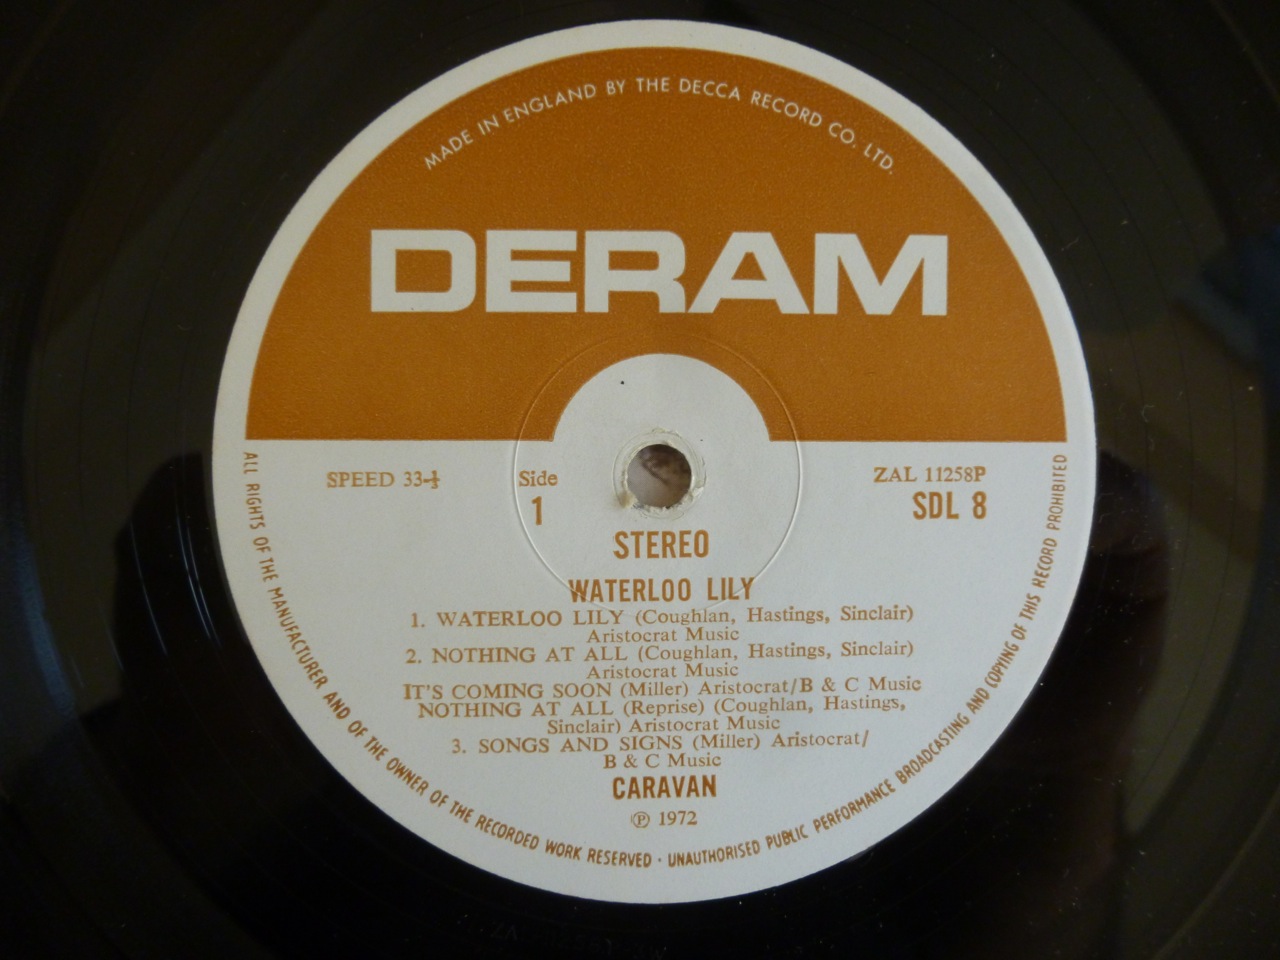 MADE IN ENGLAND BY THE DECCA RECORD CO. LTD.
DERAM
SPEED 33-⅓
Side
1
ZAL 11258P
SDL 8
STEREO
WATERLOO LILY
1. WATERLOO LILY (Coughlan, Hastings, Sinclair)
Aristocrat Music
2. NOTHING AT ALL (Coughlan, Hastings, Sinclair)
Aristocrat Music
IT'S COMING SOON (Miller) Aristocrat/B & C Music
NOTHING AT ALL (Reprise) (Coughlan, Hastings,
Sinclair) Aristocrat Music
3. SONGS AND SIGNS (Miller) Aristocrat/
B & C Music
CARAVAN
℗ 1972
ALL RIGHTS OF THE MANUFACTURER AND OF THE OWNER OF THE RECORDED WORK RESERVED · UNAUTHORISED PUBLIC PERFORMANCE BROADCASTING AND COPYING OF THIS RECORD PROHIBITED